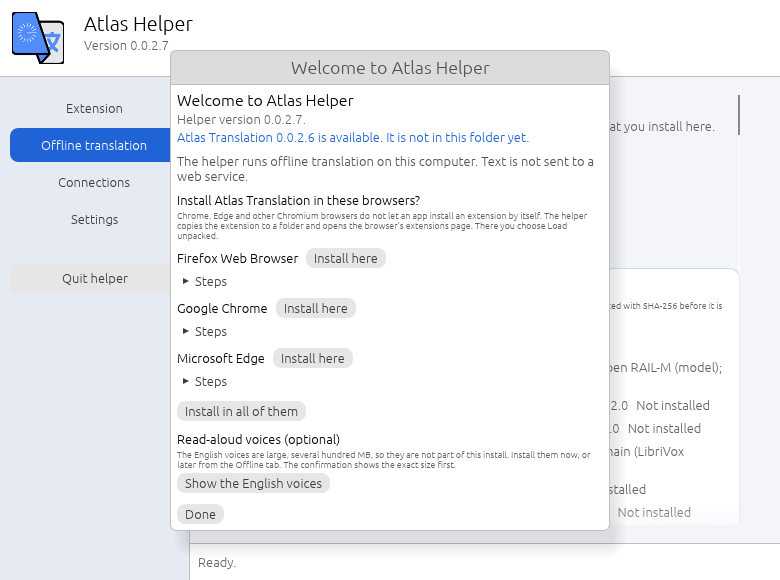 Atlas Helper
Version 0.0.2.7
Welcome to Atlas Helper
Extension
Offline translation
Connections
Settings
Quit helper
Welcome to Atlas Helper
Helper version 0.0.2.7.
Atlas Translation 0.0.2.6 is available. It is not in this folder yet.
The helper runs offline translation on this computer. Text is not sent to a
web service.
Install Atlas Translation in these browsers?
Chrome, Edge and other Chromium browsers do not let an app install an extension by itself. The helper
copies the extension to a folder and opens the browser's extensions page. There you choose Load
unpacked.
Firefox Web Browser Install here
Steps
Google Chrome Install here
Steps
Microsoft Edge Install here
Steps
Install in all of them
Read-aloud voices (optional)
The English voices are large, several hundred MB, so they are not part of this install. Install them now, or
later from the Offline tab. The confirmation shows the exact size first.
Show the English voices
Done
at you install here.
with SHA-256 before it is
RAIL-M (model);
2.0 Not installed
.0 Not installed
(LibriVox
Not installed
Ready.